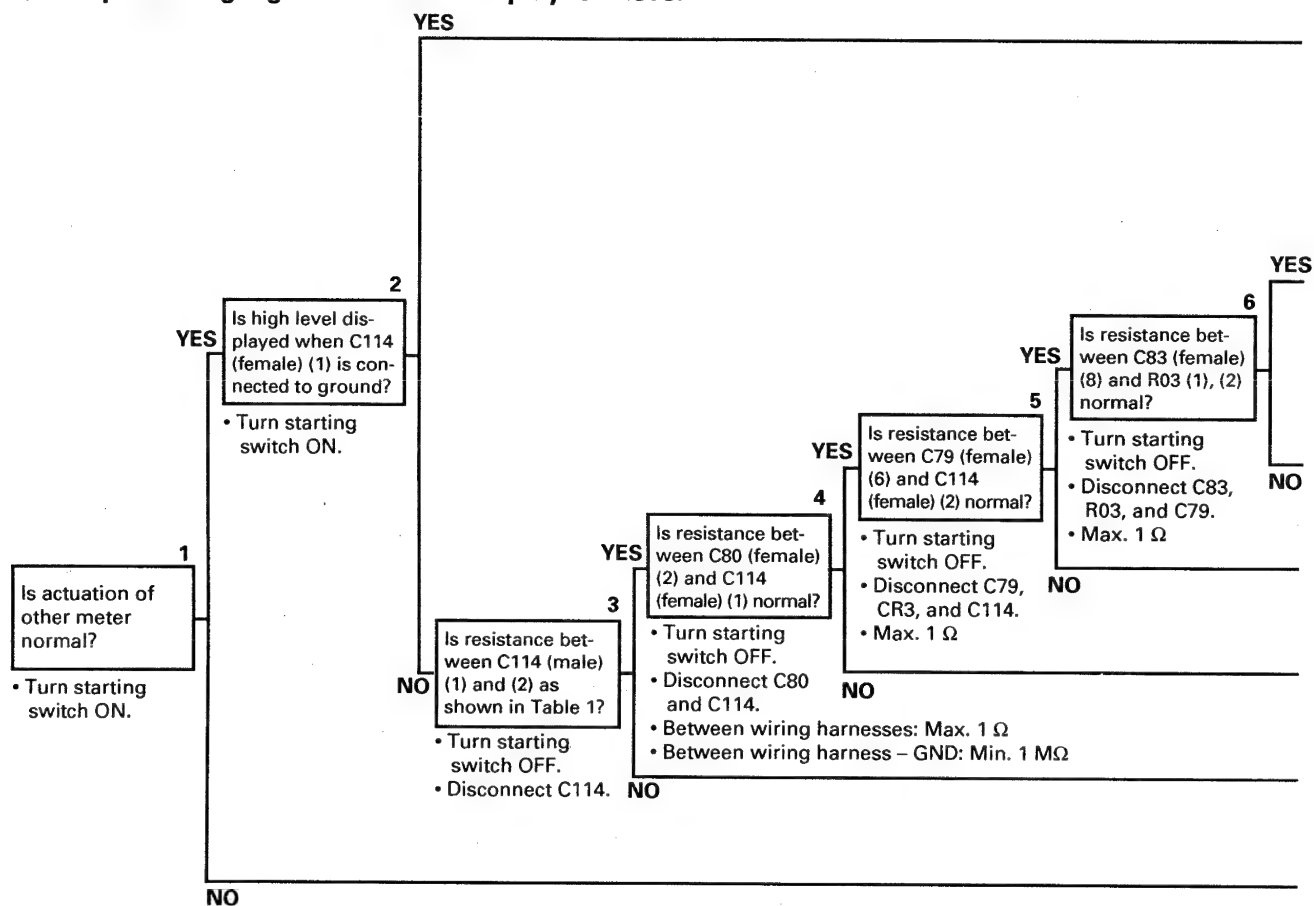 YES
YES
2
Is high level dis-
played when C114
(female) (1) is con-
nected to ground?
• Turn starting
switch ON.
YES
6
Is resistance bet-
ween C83 (female)
(8) and R03 (1), (2)
normal?
• Turn starting
switch OFF.
• Disconnect C83,
R03, and C79.
• Max. 1 Ω
NO
YES
5
Is resistance bet-
ween C79 (female)
(6) and C114
(female) (2) normal?
• Turn starting
switch OFF.
• Disconnect C79,
CR3, and C114.
• Max. 1 Ω
NO
YES
4
Is resistance bet-
ween C80 (female)
(2) and C114
(female) (1) normal?
• Turn starting
switch OFF.
• Disconnect C80
and C114.
• Between wiring harnesses: Max. 1 Ω
• Between wiring harness – GND: Min. 1 MΩ
NO
YES
1
Is actuation of
other meter
normal?
• Turn starting
switch ON.
3
Is resistance bet-
ween C114 (male)
(1) and (2) as
shown in Table 1?
NO
• Turn starting
switch OFF.
• Disconnect C114.
NO
NO